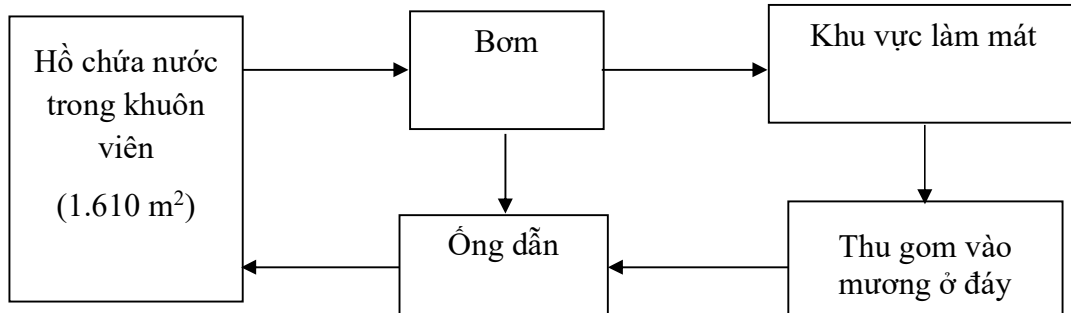 Hồ chứa nước
trong khuôn
viên
(1.610 m²)
Bơm
Khu vực làm mát
Ống dẫn
Thu gom vào
mương ở đáy